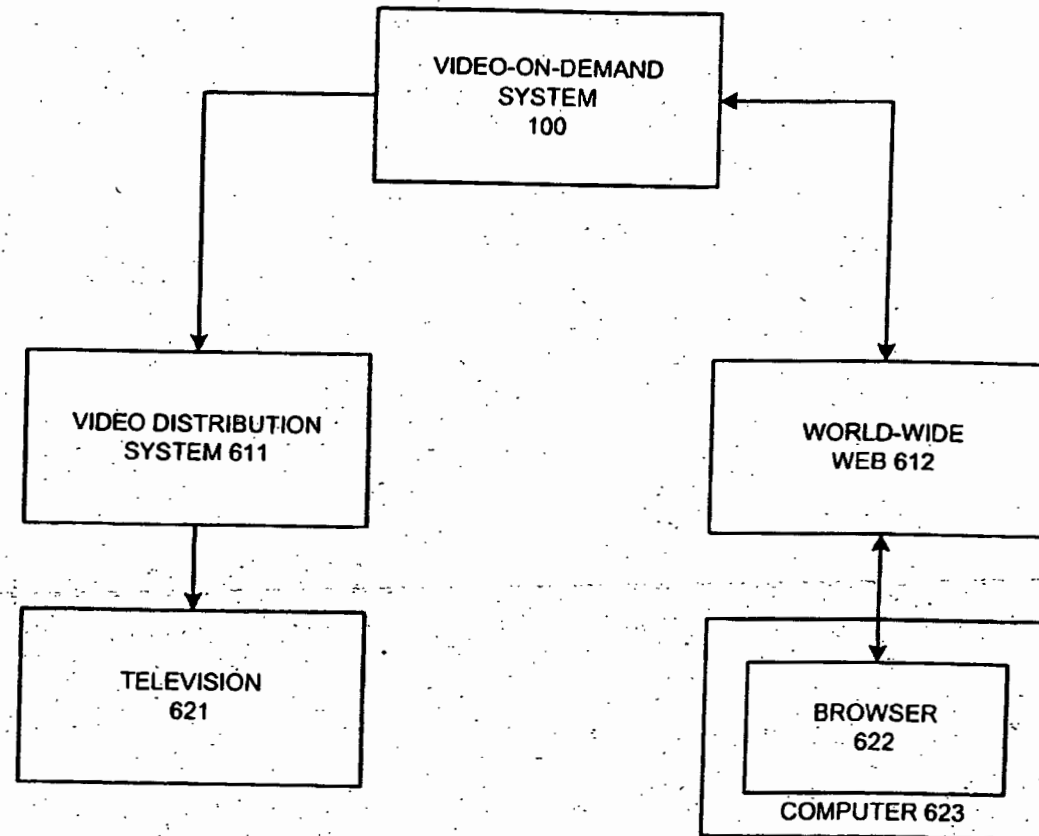 VIDEO-ON-DEMAND
SYSTEM
100
VIDEO DISTRIBUTION
SYSTEM 611
WORLD-WIDE
WEB 612
TELEVISION
621
BROWSER
622
COMPUTER 623